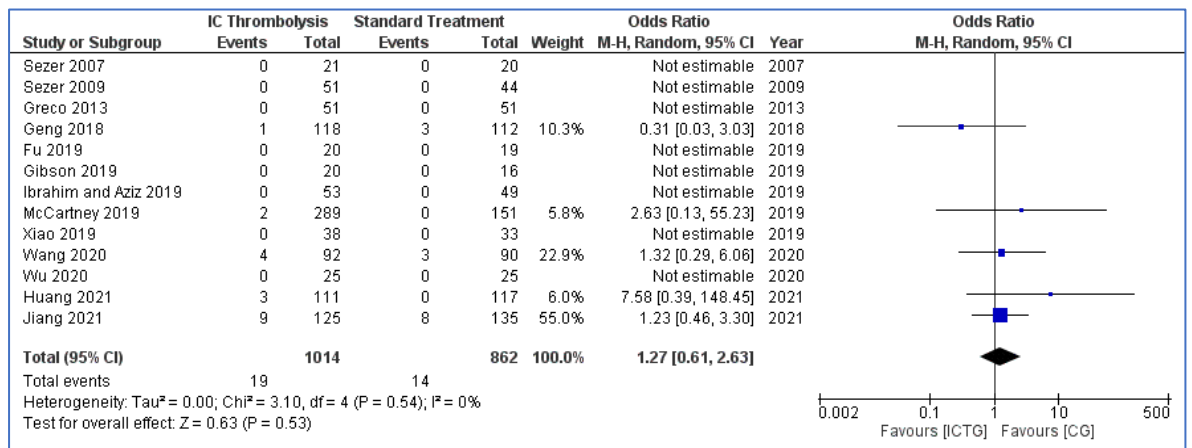 IC Thrombolysis Standard Treatment Odds Ratio Odds Ratio
Study or Subgroup Events Total Events Total Weight M-H, Random, 95% CI Year M-H, Random, 95% CI
Sezer 2007 0 21 0 20 Not estimable 2007
Sezer 2009 0 51 0 44 Not estimable 2009
Greco 2013 0 51 0 51 Not estimable 2013
Geng 2018 1 118 3 112 10.3% 0.31 [0.03, 3.03] 2018
Fu 2019 0 20 0 19 Not estimable 2019
Gibson 2019 0 20 0 16 Not estimable 2019
Ibrahim and Aziz 2019 0 53 0 49 Not estimable 2019
McCartney 2019 2 289 0 151 5.8% 2.63 [0.13, 55.23] 2019
Xiao 2019 0 38 0 33 Not estimable 2019
Wang 2020 4 92 3 90 22.9% 1.32 [0.29, 6.06] 2020
Wu 2020 0 25 0 25 Not estimable 2020
Huang 2021 3 111 0 117 6.0% 7.58 [0.39, 148.45] 2021
Jiang 2021 9 125 8 135 55.0% 1.23 [0.46, 3.30] 2021
Total (95% CI) 1014 862 100.0% 1.27 [0.61, 2.63]
Total events 19 14
Heterogeneity: Tau² = 0.00; Chi² = 3.10, df = 4 (P = 0.54); I² = 0%
Test for overall effect: Z = 0.63 (P = 0.53)
0.002 0.1 1 10 500
Favours [ICTG] Favours [CG]